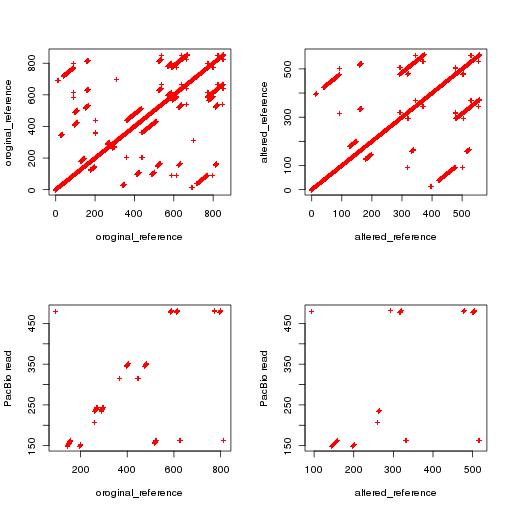 oroginal_reference
0 200 400 600 800
0 100 200 300 400 500 600 800
oroginal_reference
altered_reference
0 100 300 500
0 100 200 300 400 500
altered_reference
PacBio read
150 250 350 450
200 400 600 800
oroginal_reference
PacBio read
150 250 350 450
100 200 300 400 500
altered_reference